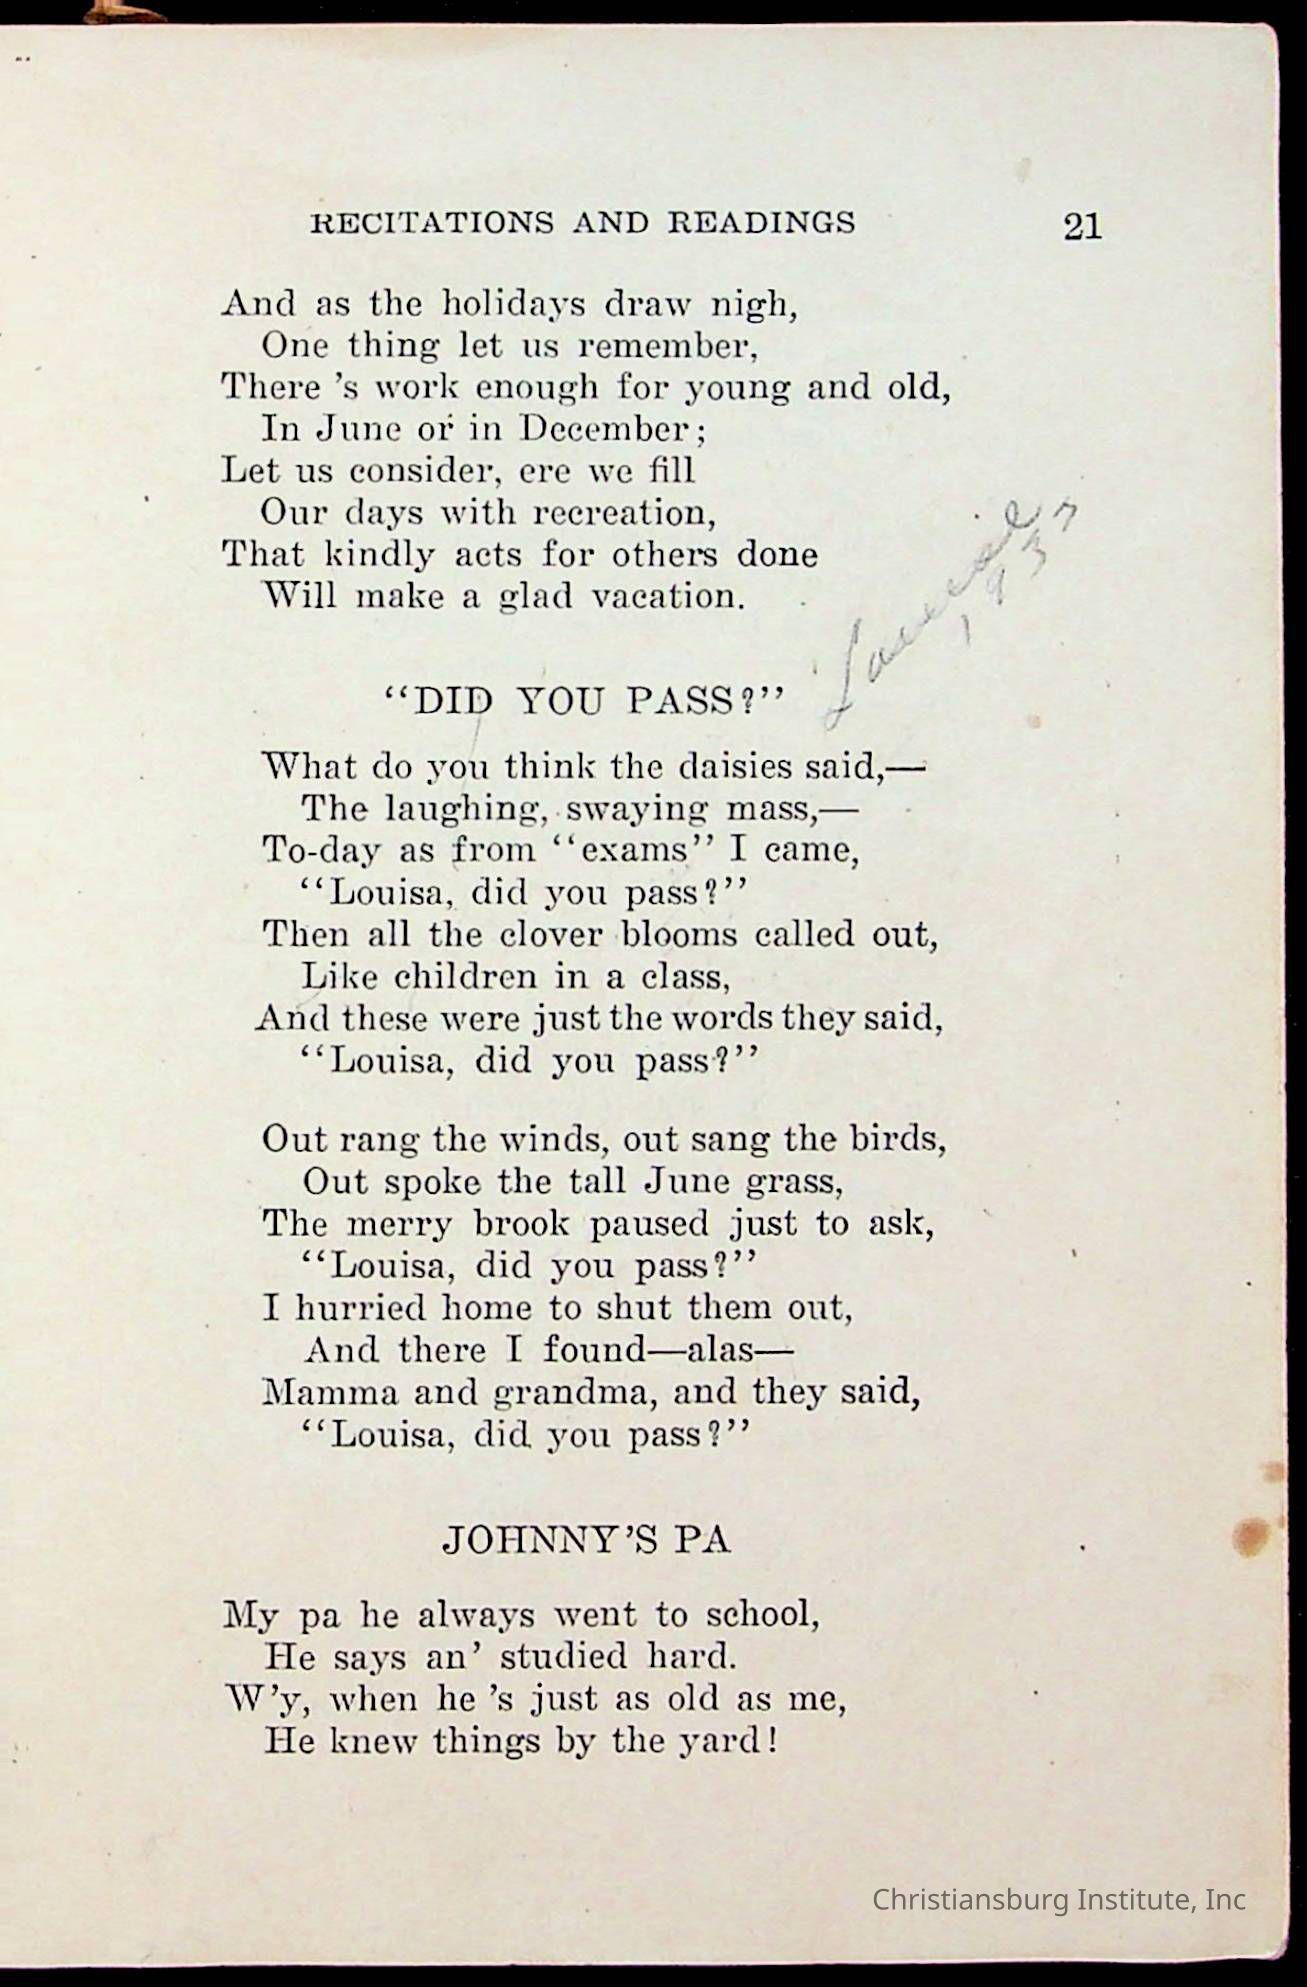 RECITATIONS AND READINGS 21
And as the holidays draw nigh,
One thing let us remember,
There 's work enough for young and old,
In June or in December;
Let us consider, ere we fill
Our days with recreation,
That kindly acts for others done
Will make a glad vacation.
1937
"DID YOU PASS?"
What do you think the daisies said,—
The laughing, swaying mass,—
To-day as from "exams" I came,
"Louisa, did you pass?"
Then all the clover blooms called out,
Like children in a class,
And these were just the words they said,
"Louisa, did you pass?"
Out rang the winds, out sang the birds,
Out spoke the tall June grass,
The merry brook paused just to ask,
"Louisa, did you pass?"
I hurried home to shut them out,
And there I found—alas—
Mamma and grandma, and they said,
"Louisa, did you pass?"
JOHNNY'S PA
My pa he always went to school,
He says an' studied hard.
W'y, when he 's just as old as me,
He knew things by the yard!
Christiansburg Institute, Inc